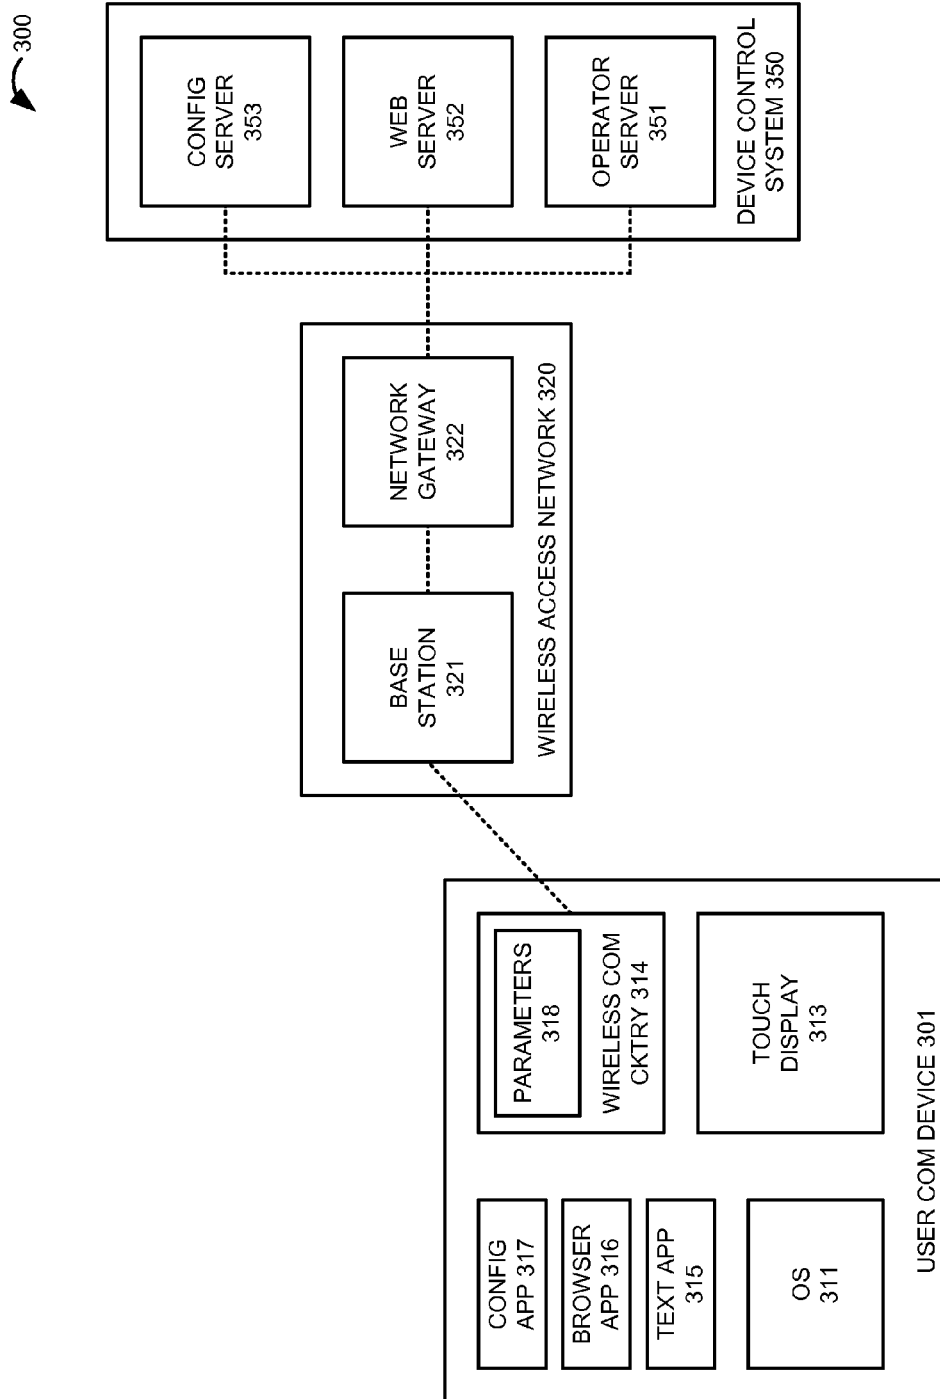 300
CONFIG
APP 317
BROWSER
APP 316
TEXT APP
315
OS
311
PARAMETERS
318
WIRELESS COM
CKTRY 314
TOUCH
DISPLAY
313
USER COM DEVICE 301
BASE
STATION
321
NETWORK
GATEWAY
322
WIRELESS ACCESS NETWORK 320
CONFIG
SERVER
353
WEB
SERVER
352
OPERATOR
SERVER
351
DEVICE CONTROL
SYSTEM 350